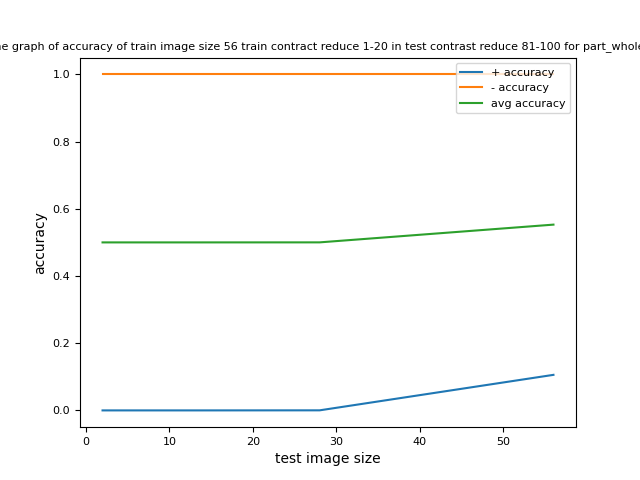 graph of accuracy of train image size 56 train contract reduce 1-20 in test contrast reduce 81-100 for
+ accuracy
- accuracy
avg accuracy
1.0
0.8
0.6
0.4
0.2
0.0
accuracy
0
10
20
30
40
50
test image size